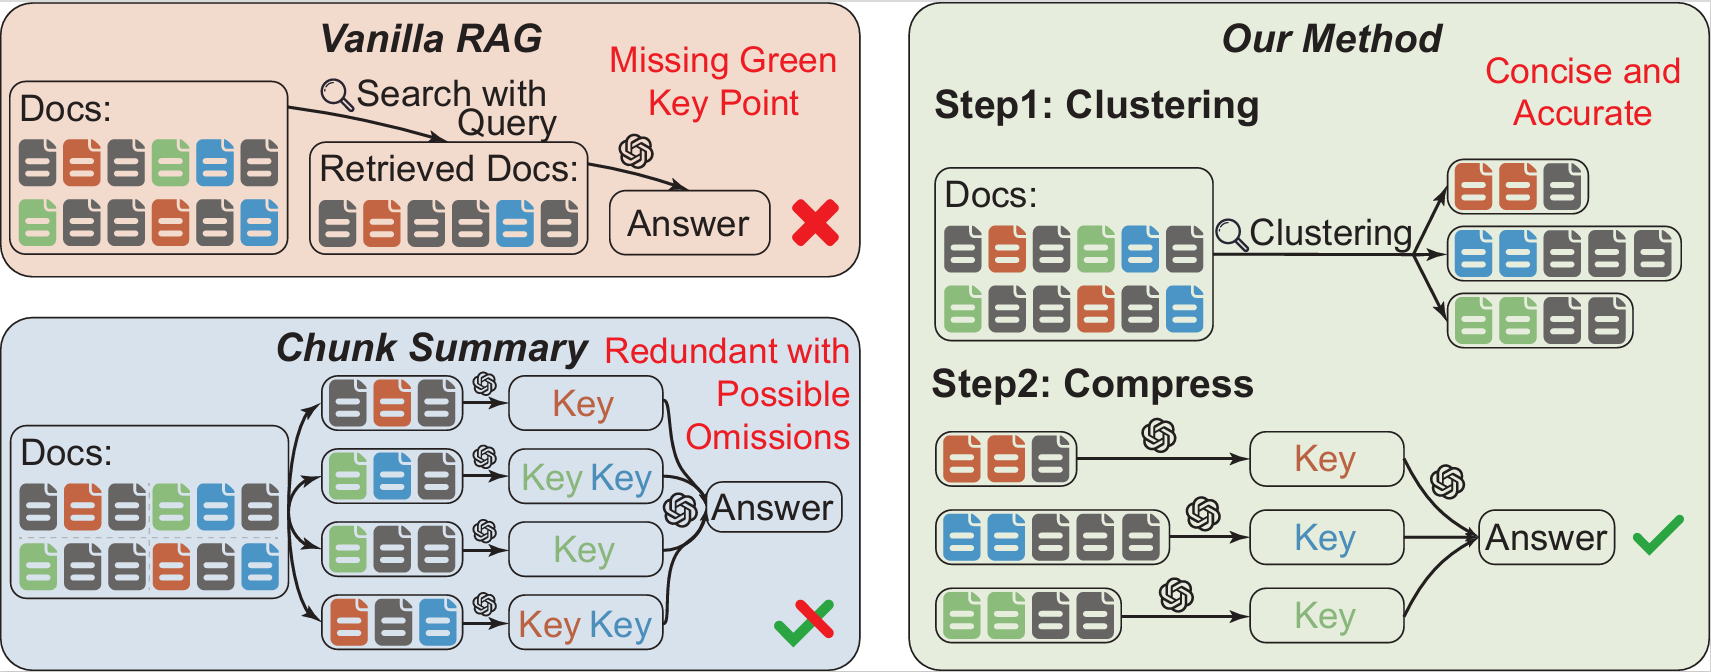 Vanilla RAG
Missing Green
Key Point
Docs:
Search with
Query
Retrieved Docs:
Answer
Chunk Summary
Redundant with
Possible
Omissions
Docs:
Key
Key Key
Key
Key Key
Answer
Our Method
Concise and
Accurate
Step1: Clustering
Docs:
Clustering
Step2: Compress
Key
Key
Key
Answer